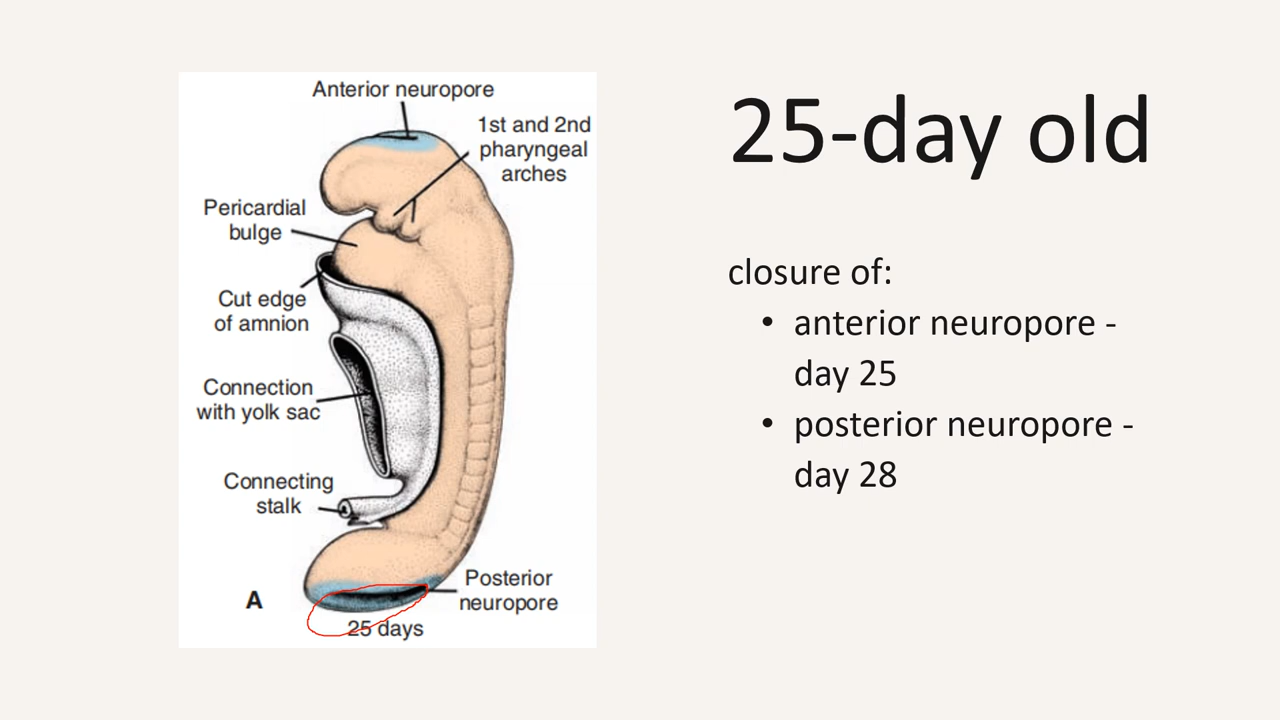 Anterior neuropore
1st and 2nd
pharyngeal
arches
Pericardial
bulge
Cut edge
of amnion
Connection
with yolk sac
Connecting
stalk
Posterior
neuropore
A
25 days
25-day old
closure of:
• anterior neuropore -
day 25
• posterior neuropore -
day 28